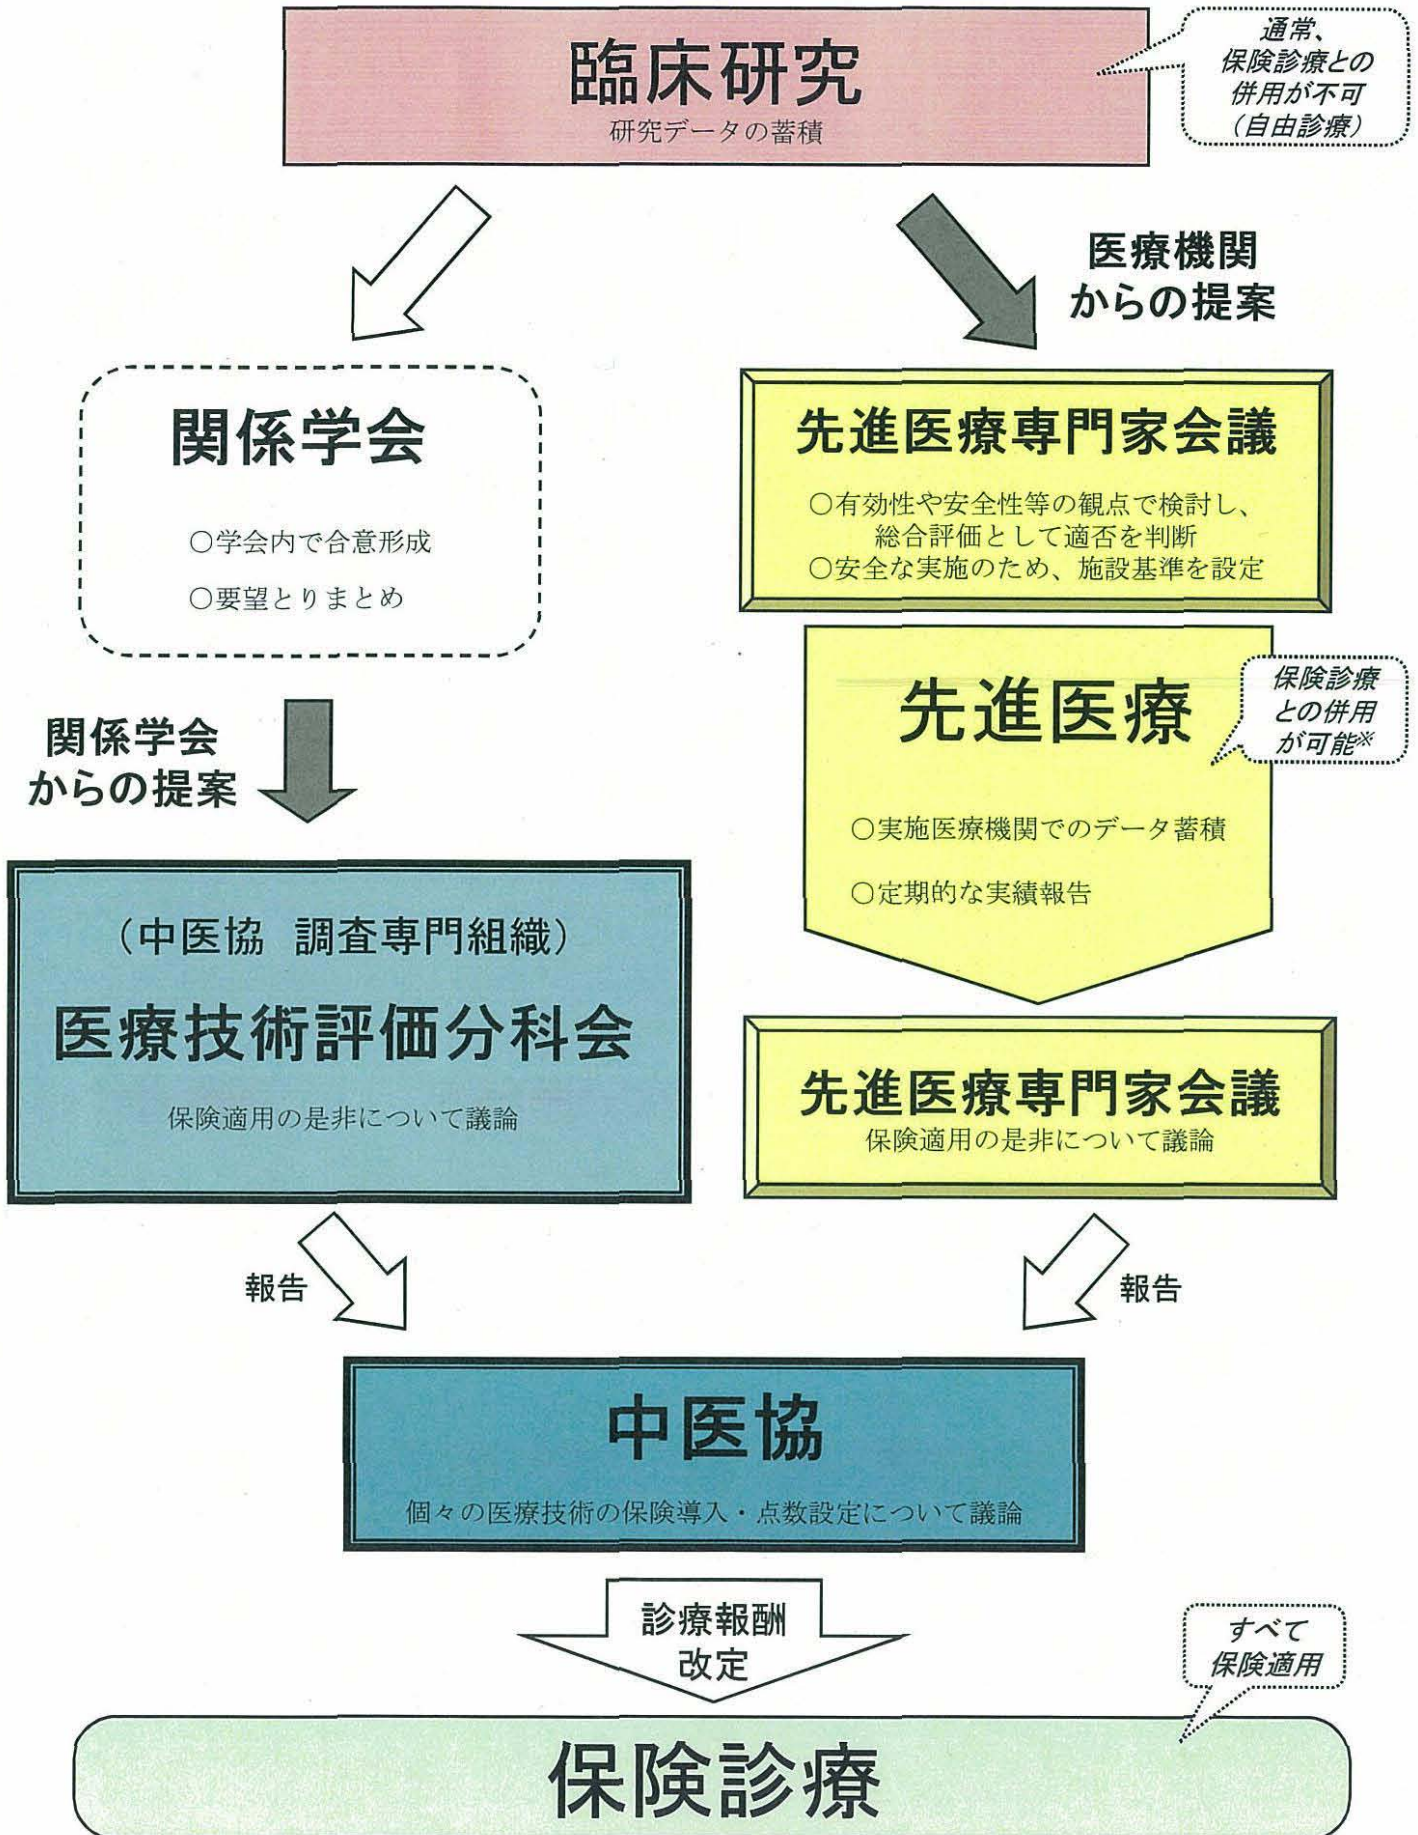 臨床研究
研究データの蓄積
通常、
保険診療との
併用が不可
（自由診療）
医療機関
からの提案
関係学会
○学会内で合意形成
○要望とりまとめ
先進医療専門家会議
○有効性や安全性等の観点で検討し、
総合評価として適否を判断
○安全な実施のため、施設基準を設定
関係学会
からの提案
先進医療
○実施医療機関でのデータ蓄積
○定期的な実績報告
保険診療
との併用
が可能※
（中医協 調査専門組織）
医療技術評価分科会
保険適用の是非について議論
先進医療専門家会議
保険適用の是非について議論
報告
報告
中医協
個々の医療技術の保険導入・点数設定について議論
診療報酬
改定
すべて
保険適用
保険診療